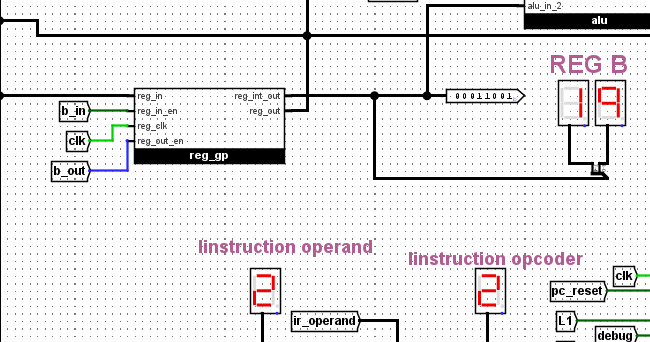 alu_in_2
alu
REG B
reg_in reg_int_out
00011001
19
b_in
reg_in_en reg_out
clk
reg_clk
reg_out_en
b_out
reg_gp
Iinstruction operand
Iinstruction opcoder
2
2
clk
pc_reset
ir_operand
L1
debug